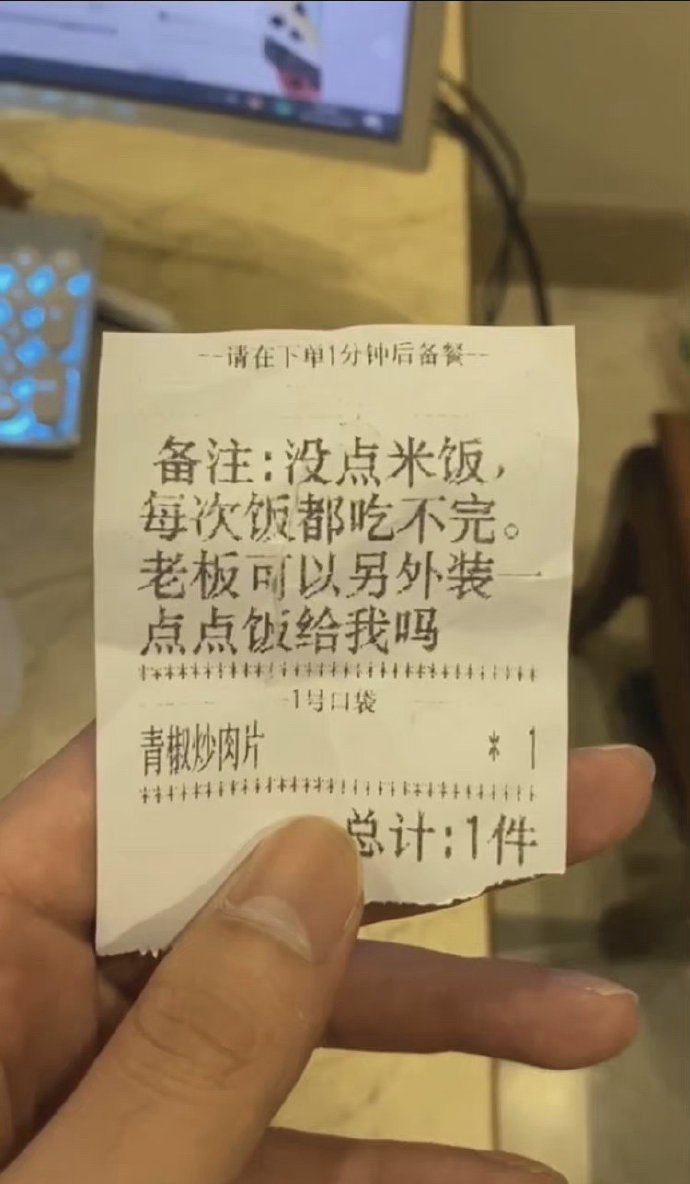 --请在下单1分钟后备餐--
备注:没点米饭,
每次饭都吃不完。
老板可以另外装一
点点饭给我吗
********************************
1号口袋
青椒炒肉片 * 1
********************************
总计:1件